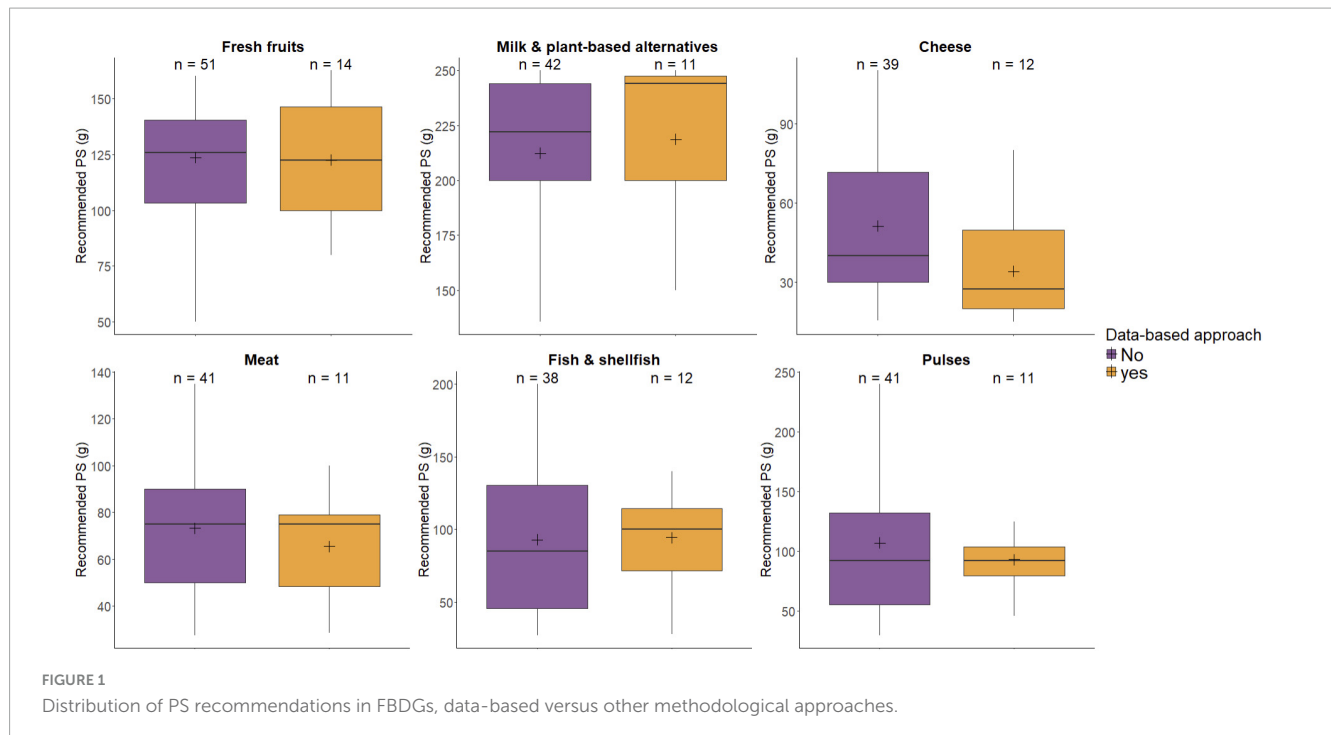 Fresh fruits
n = 51 n = 14
Recommended PS (g)
150
125
100
75
50
Milk & plant-based alternatives
n = 42 n = 11
Recommended PS (g)
250
225
200
175
150
Cheese
n = 39 n = 12
Recommended PS (g)
90
60
30
Meat
n = 41 n = 11
Recommended PS (g)
140
120
100
80
60
40
Fish & shellfish
n = 38 n = 12
Recommended PS (g)
200
150
100
50
Pulses
n = 41 n = 11
Recommended PS (g)
250
200
150
100
50
Data-based approach
No
yes
FIGURE 1
Distribution of PS recommendations in FBDGs, data-based versus other methodological approaches.